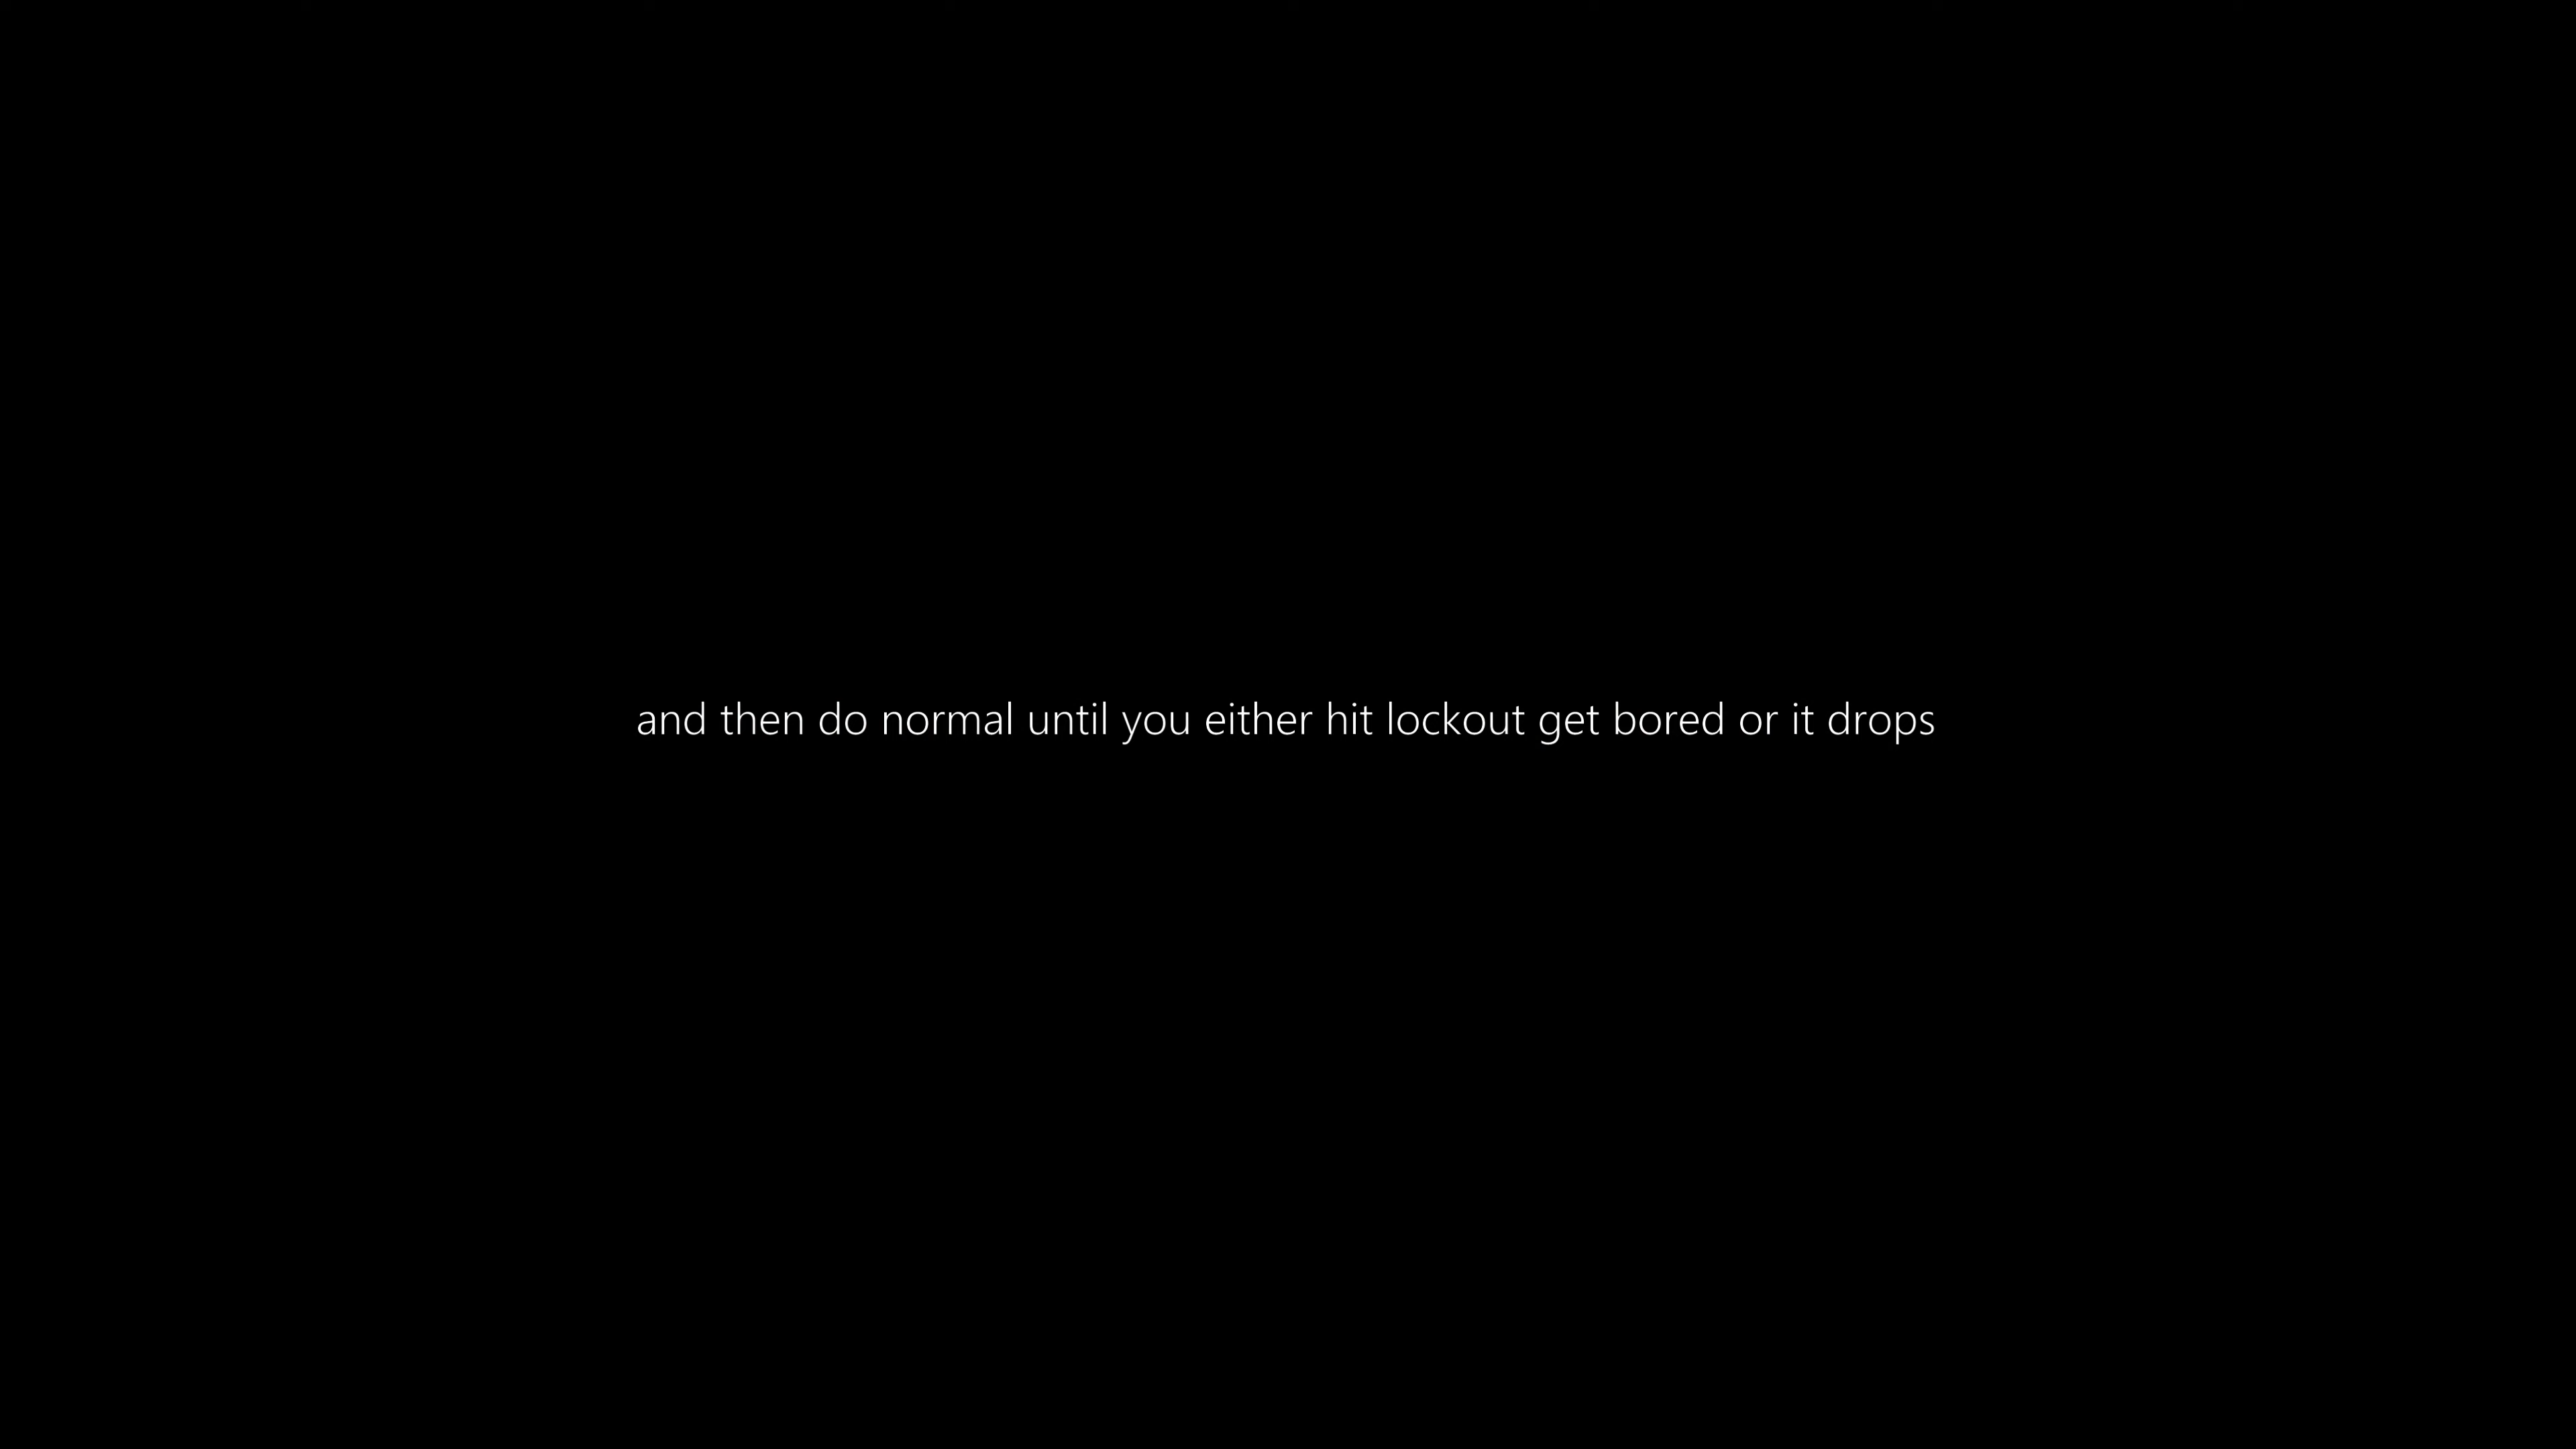 and then do normal until you either hit lockout get bored or it drops